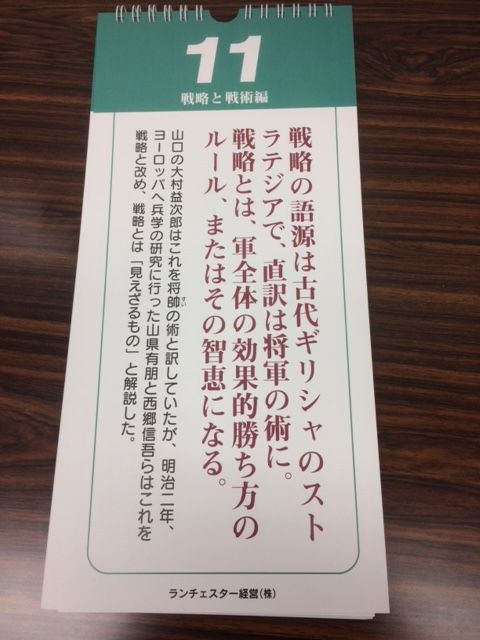 11
戦略と戦術編
戦略の語源は古代ギリシャのスト
ラテジアで、直訳は将軍の術に。
戦略とは、軍全体の効果的勝ち方の
ルール、またはその智恵になる。
山口の大村益次郎はこれを将帥の術と訳していたが、明治二年、
すい
ヨーロッパへ兵学の研究に行った山県有朋と西郷信吾らはこれを
戦略と改め、戦略とは「見えざるもの」と解説した。
ランチェスター経営(株)